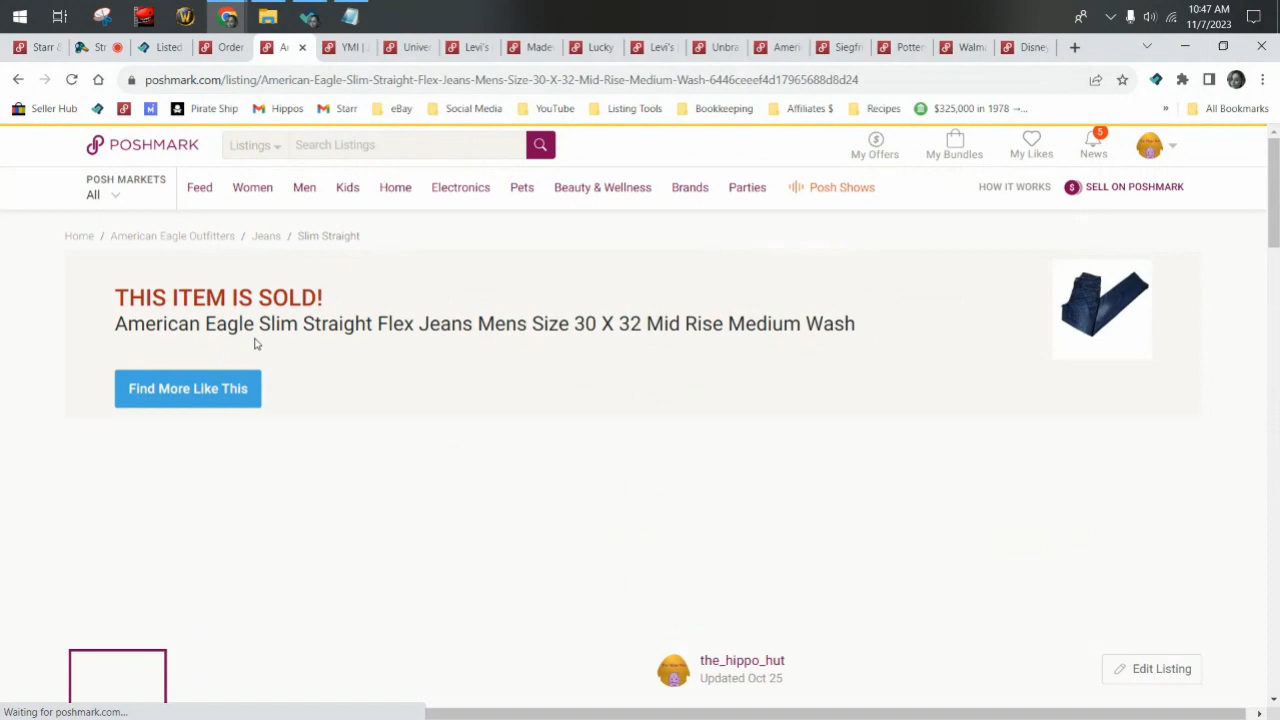 10:47 AM
11/7/2023
Starr &
Str
Listed
Order
A
YMI |
Univer
Levi's
Made
Lucky
Levi's
Unbra
Ameri
Siegfr
Potter
Walm
Disne
poshmark.com/listing/American-Eagle-Slim-Straight-Flex-Jeans-Mens-Size-30-X-32-Mid-Rise-Medium-Wash-6446ceeef4d17965688d8d24
Seller Hub
Pirate Ship
Hippos
Starr
eBay
Social Media
YouTube
Listing Tools
Bookkeeping
Affiliates $
Recipes
$325,000 in 1978 →...
»
All Bookmarks
POSHMARK
Listings
Search Listings
My Offers
My Bundles
My Likes
5
News
POSH MARKETS
All
Feed
Women
Men
Kids
Home
Electronics
Pets
Beauty & Wellness
Brands
Parties
Posh Shows
HOW IT WORKS
SELL ON POSHMARK
Home / American Eagle Outfitters / Jeans / Slim Straight
THIS ITEM IS SOLD!
American Eagle Slim Straight Flex Jeans Mens Size 30 X 32 Mid Rise Medium Wash
Find More Like This
the_hippo_hut
Updated Oct 25
Edit Listing
Waiting for poshmark.com...